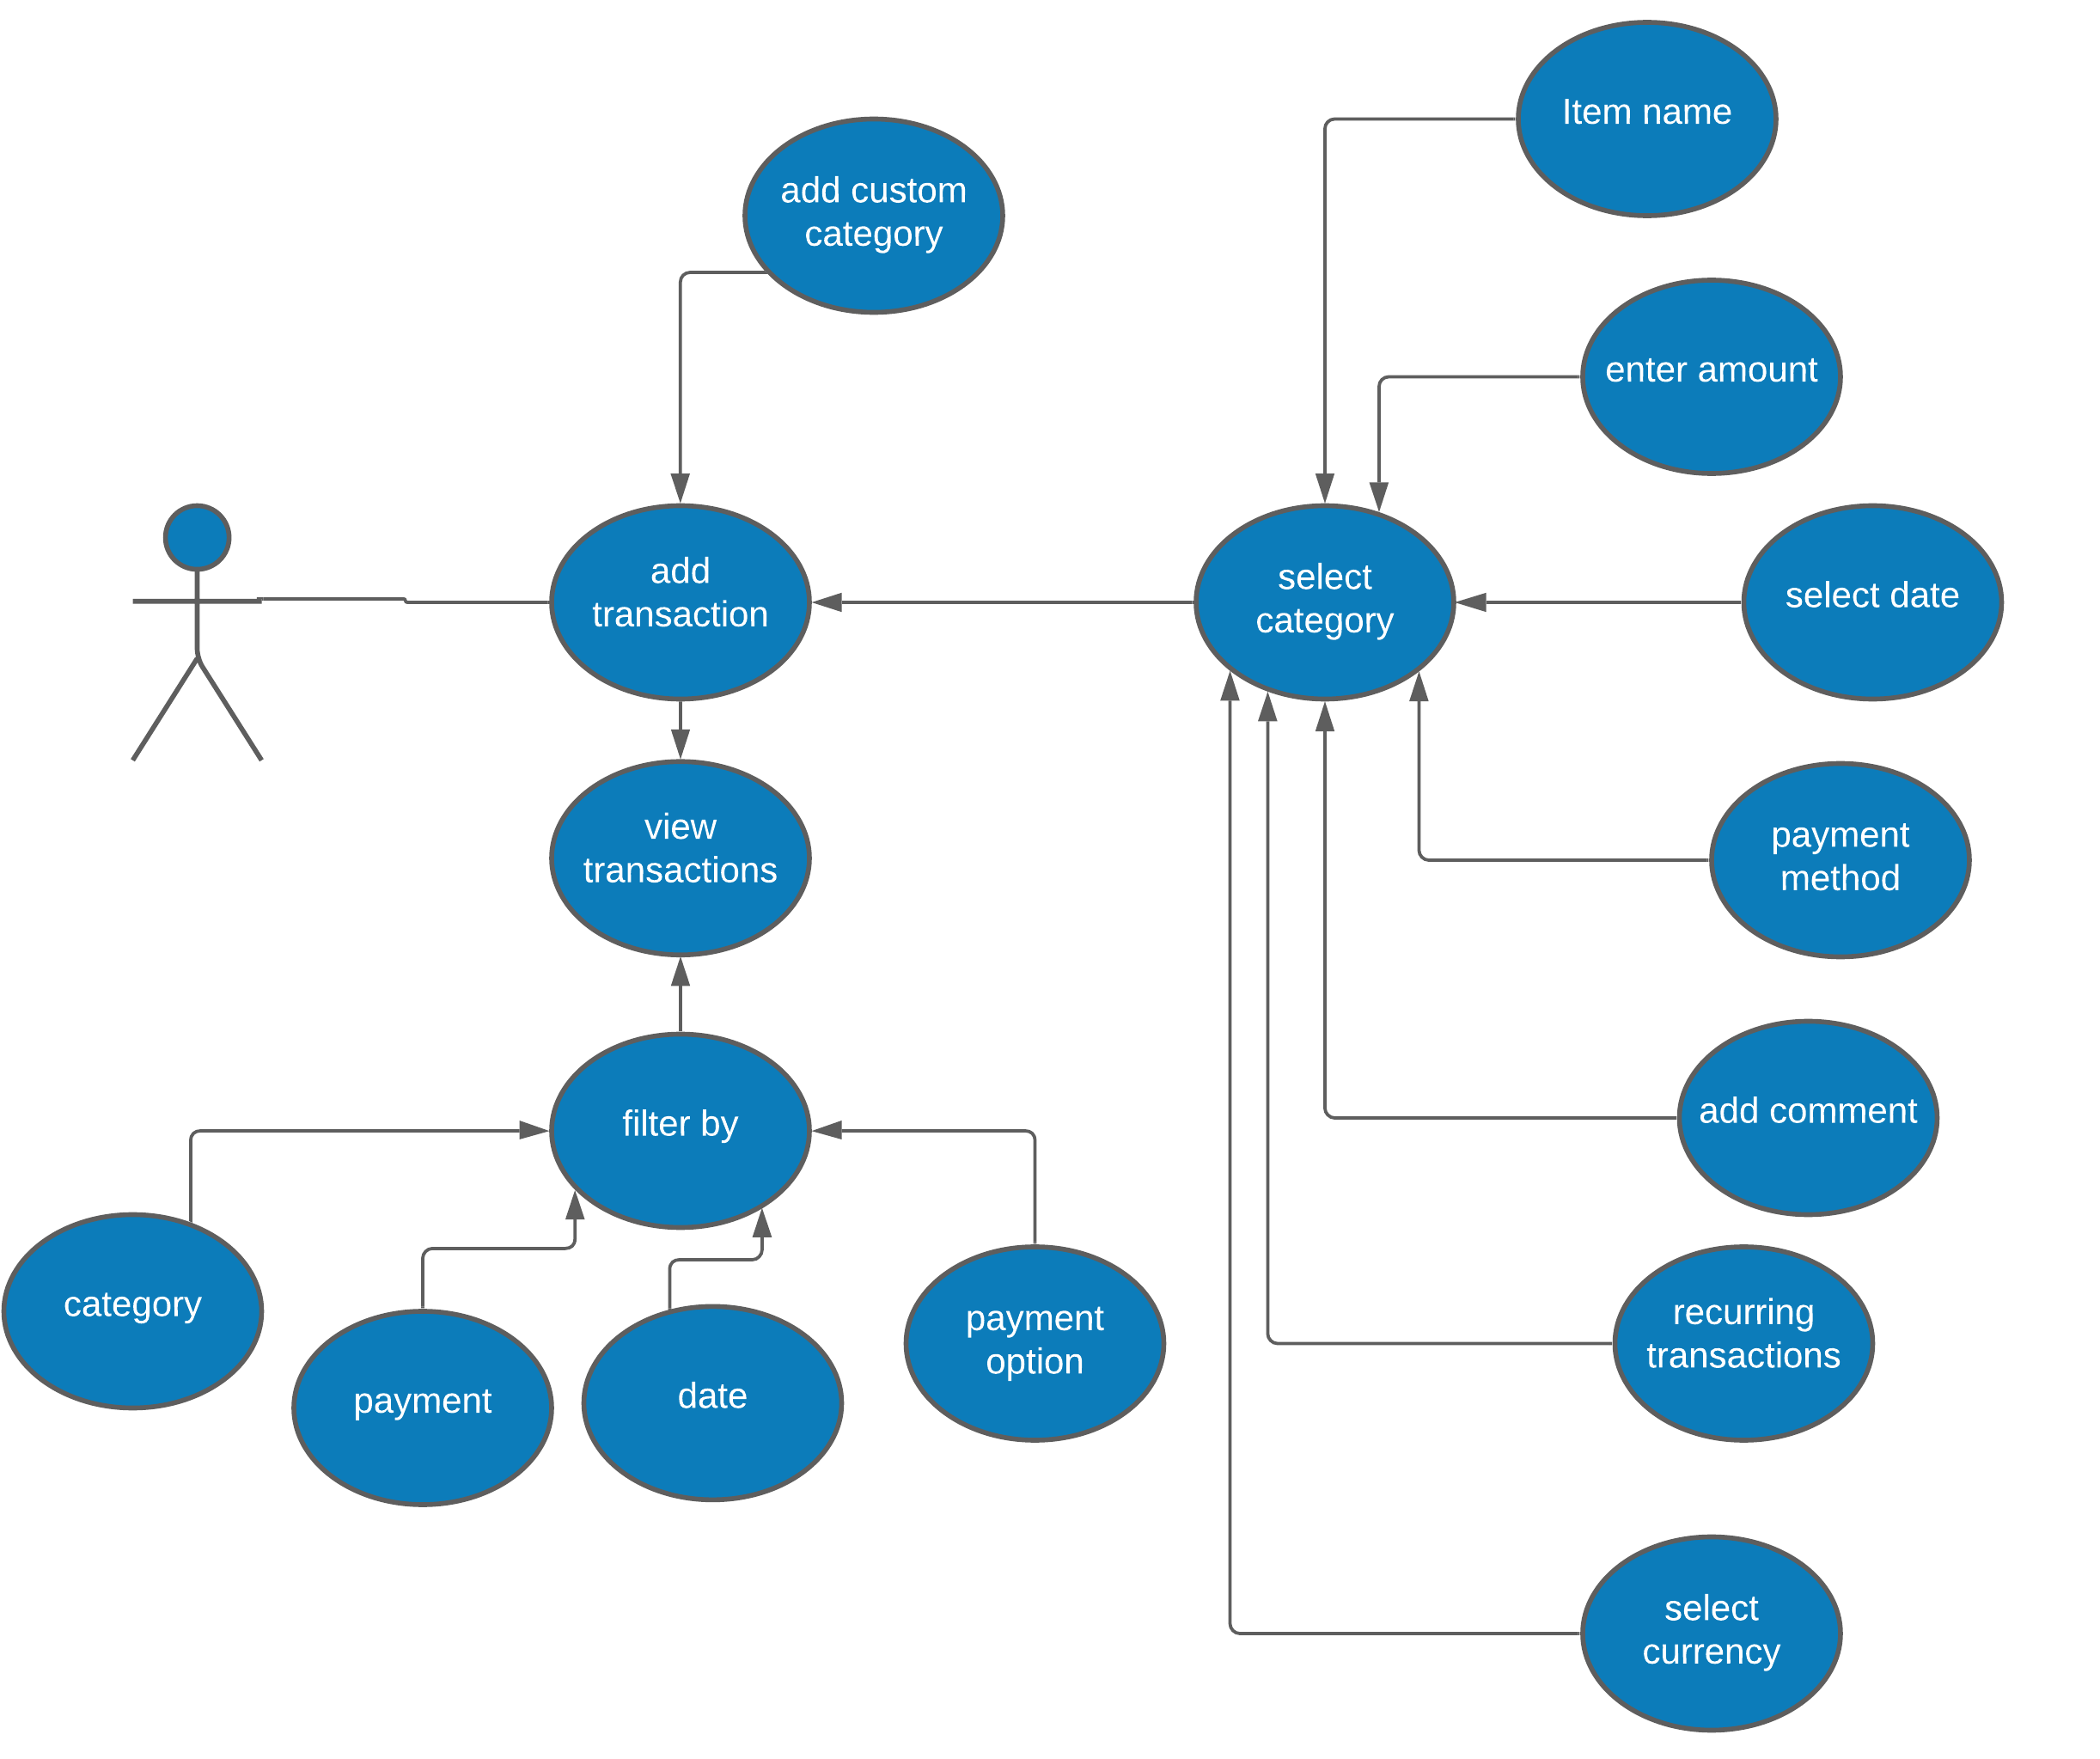 Item name
add custom
category
enter amount
add
transaction
select
category
select date
view
transactions
payment
method
filter by
add comment
category
payment
date
payment
option
recurring
transactions
select
currency